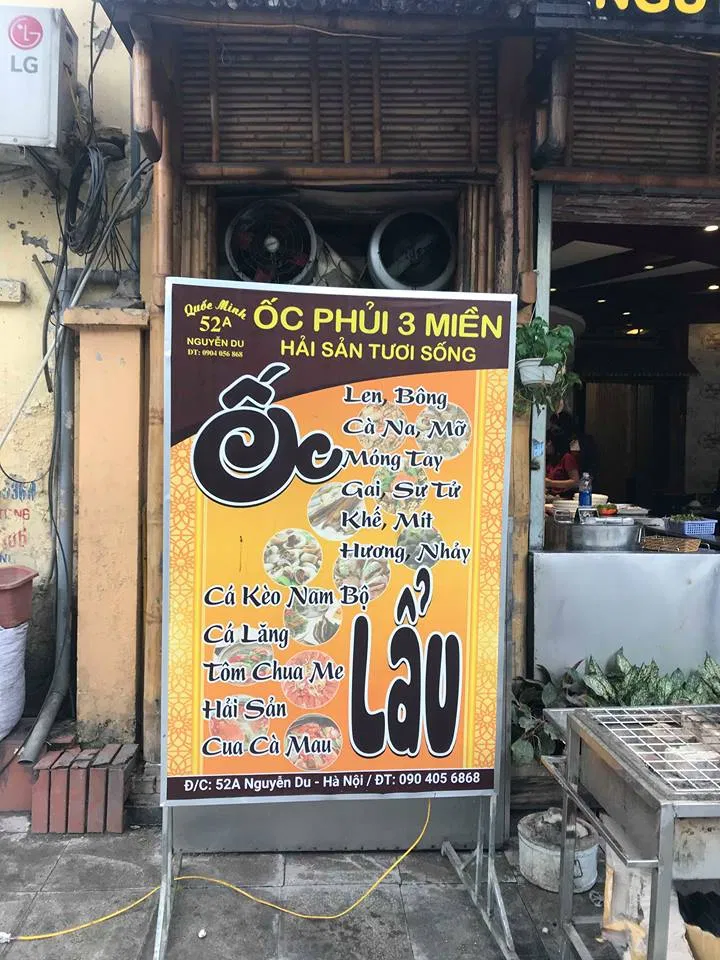 LG
NGƯ
Quốc Minh
52A
NGUYỄN DU
ĐT: 0904 056 868
ỐC PHỦI 3 MIỀN
HẢI SẢN TƯƠI SỐNG
Ốc
Len, Bông
Cà Na, Mỡ
Móng Tay
Gai, Sư Tử
Khế, Mít
Hương, Nhảy
Cá Kèo Nam Bộ
Cá Lăng
Tôm Chua Me
Hải Sản
Cua Cà Mau
Lẩu
Đ/C: 52A Nguyễn Du - Hà Nội / ĐT: 090 405 6868